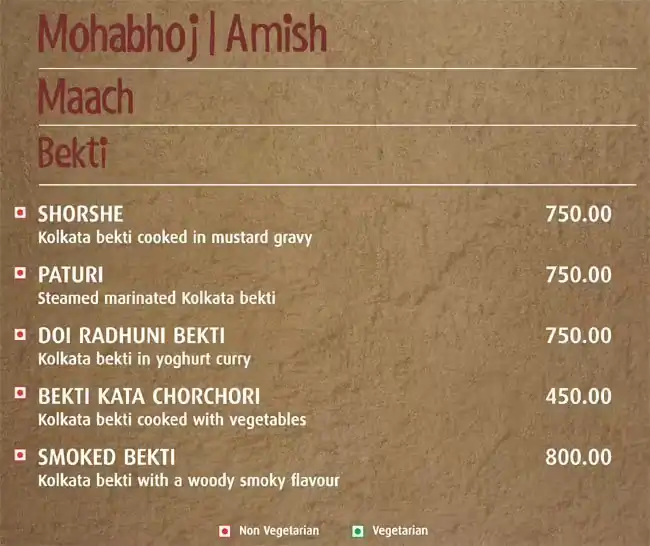 Mohabhoj | Amish
Maach
Bekti
SHORSHE 750.00
Kolkata bekti cooked in mustard gravy
PATURI 750.00
Steamed marinated Kolkata bekti
DOI RADHUNI BEKTI 750.00
Kolkata bekti in yoghurt curry
BEKTI KATA CHORCHORI 450.00
Kolkata bekti cooked with vegetables
SMOKED BEKTI 800.00
Kolkata bekti with a woody smoky flavour
Non Vegetarian Vegetarian